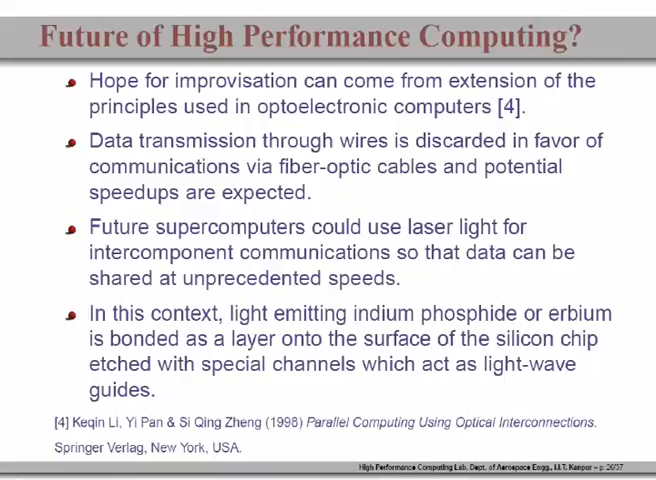 Future of High Performance Computing?
Hope for improvisation can come from extension of the
principles used in optoelectronic computers [4].
Data transmission through wires is discarded in favor of
communications via fiber-optic cables and potential
speedups are expected.
Future supercomputers could use laser light for
intercomponent communications so that data can be
shared at unprecedented speeds.
In this context, light emitting indium phosphide or erbium
is bonded as a layer onto the surface of the silicon chip
etched with special channels which act as light-wave
guides.
[4] Keqin Li, Yi Pan & Si Qing Zheng (1998) Parallel Computing Using Optical Interconnections.
Springer Verlag, New York, USA.
High Performance Computing Lab, Dept. of Aerospace Engg., I.I.T. Kanpur – p. 26/37